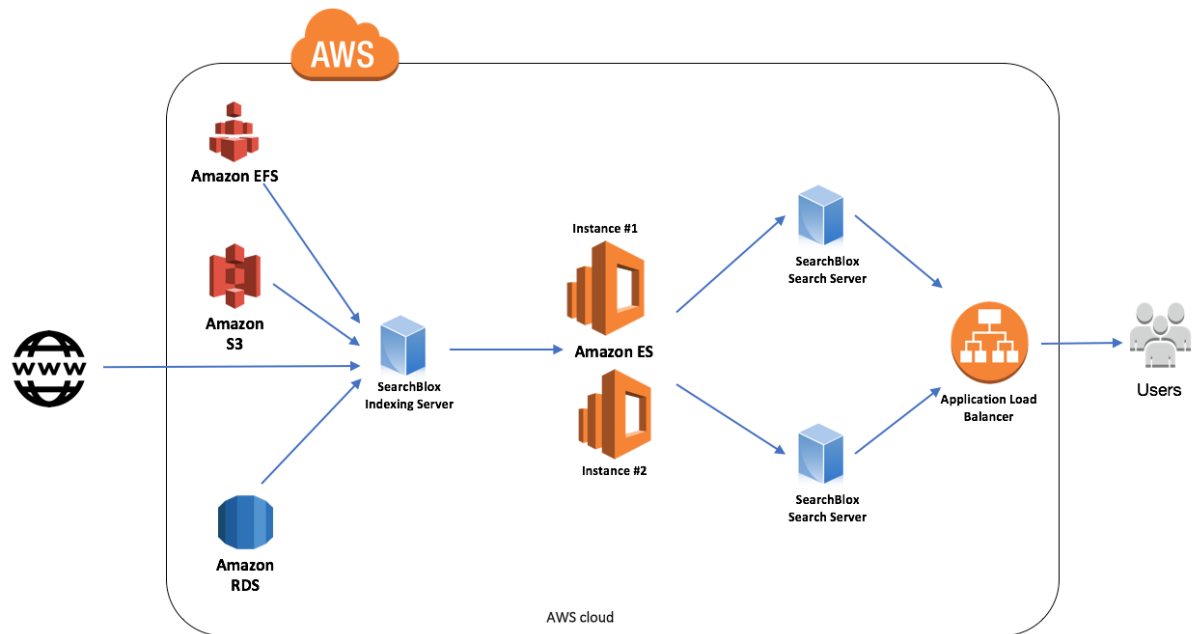 AWS
Amazon EFS
Amazon
S3
WWW
SearchBlox
Indexing Server
Amazon
RDS
Instance #1
Amazon ES
Instance #2
SearchBlox
Search Server
SearchBlox
Search Server
Application Load
Balancer
Users
AWS cloud